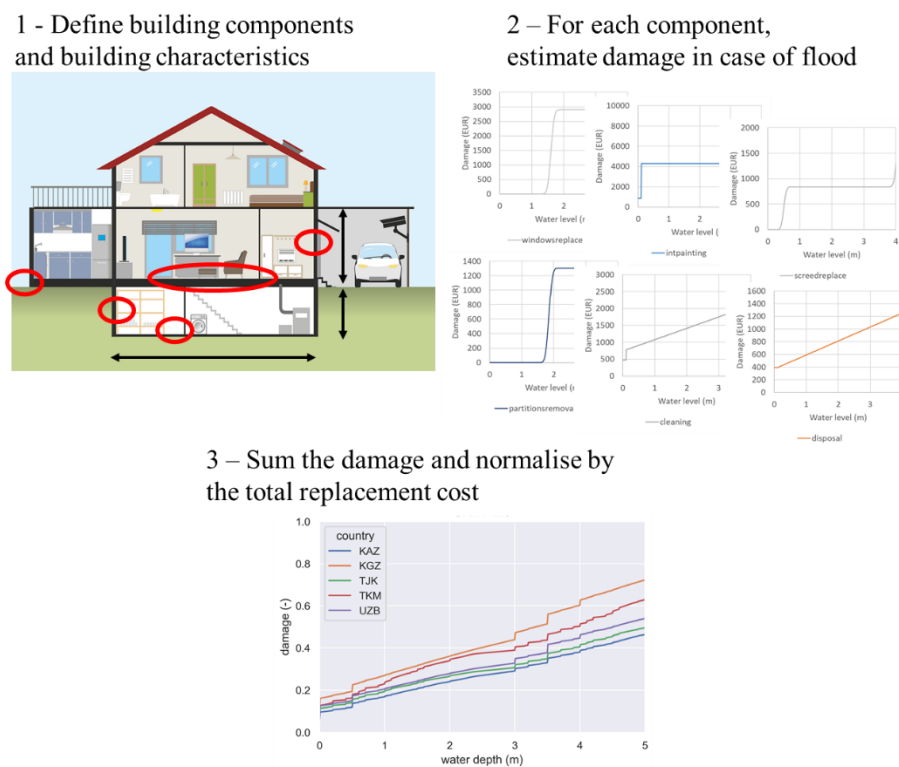 1 - Define building components
and building characteristics
2 – For each component,
estimate damage in case of flood
3500
3000
2500
2000
1500
1000
500
0
Damage (EUR)
0 1 2
Water level (r
windowsreplace
10000
8000
6000
4000
2000
0
Damage (EUR)
0 1 2
Water level (
intpainting
2000
1500
1000
500
0
Damage (EUR)
0 1 2 3 4
Water level (m)
screedreplace
1400
1200
1000
800
600
400
200
0
Damage (EUR)
0 1 2
Water level (r
partitionsremova
3000
2500
2000
1500
1000
500
0
Damage (EUR)
0 1 2 3
Water level (m)
cleaning
1600
1400
1200
1000
800
600
400
200
0
Damage (EUR)
0 1 2 3
Water level (m)
disposal
3 – Sum the damage and normalise by
the total replacement cost
1.0
0.8
0.6
0.4
0.2
0.0
damage (-)
country
KAZ
KGZ
TJK
TKM
UZB
0 1 2 3 4 5
water depth (m)